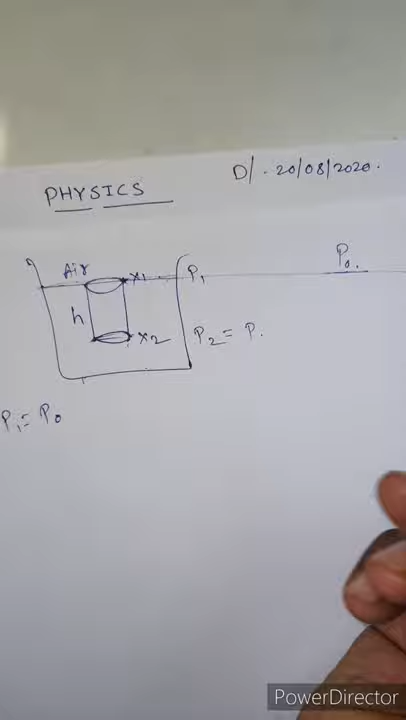 PHYSICS
D/. 20/08/2020.
Air
x1
P1
P0.
h
x2
P2 = P.
P1 = P0
PowerDirector